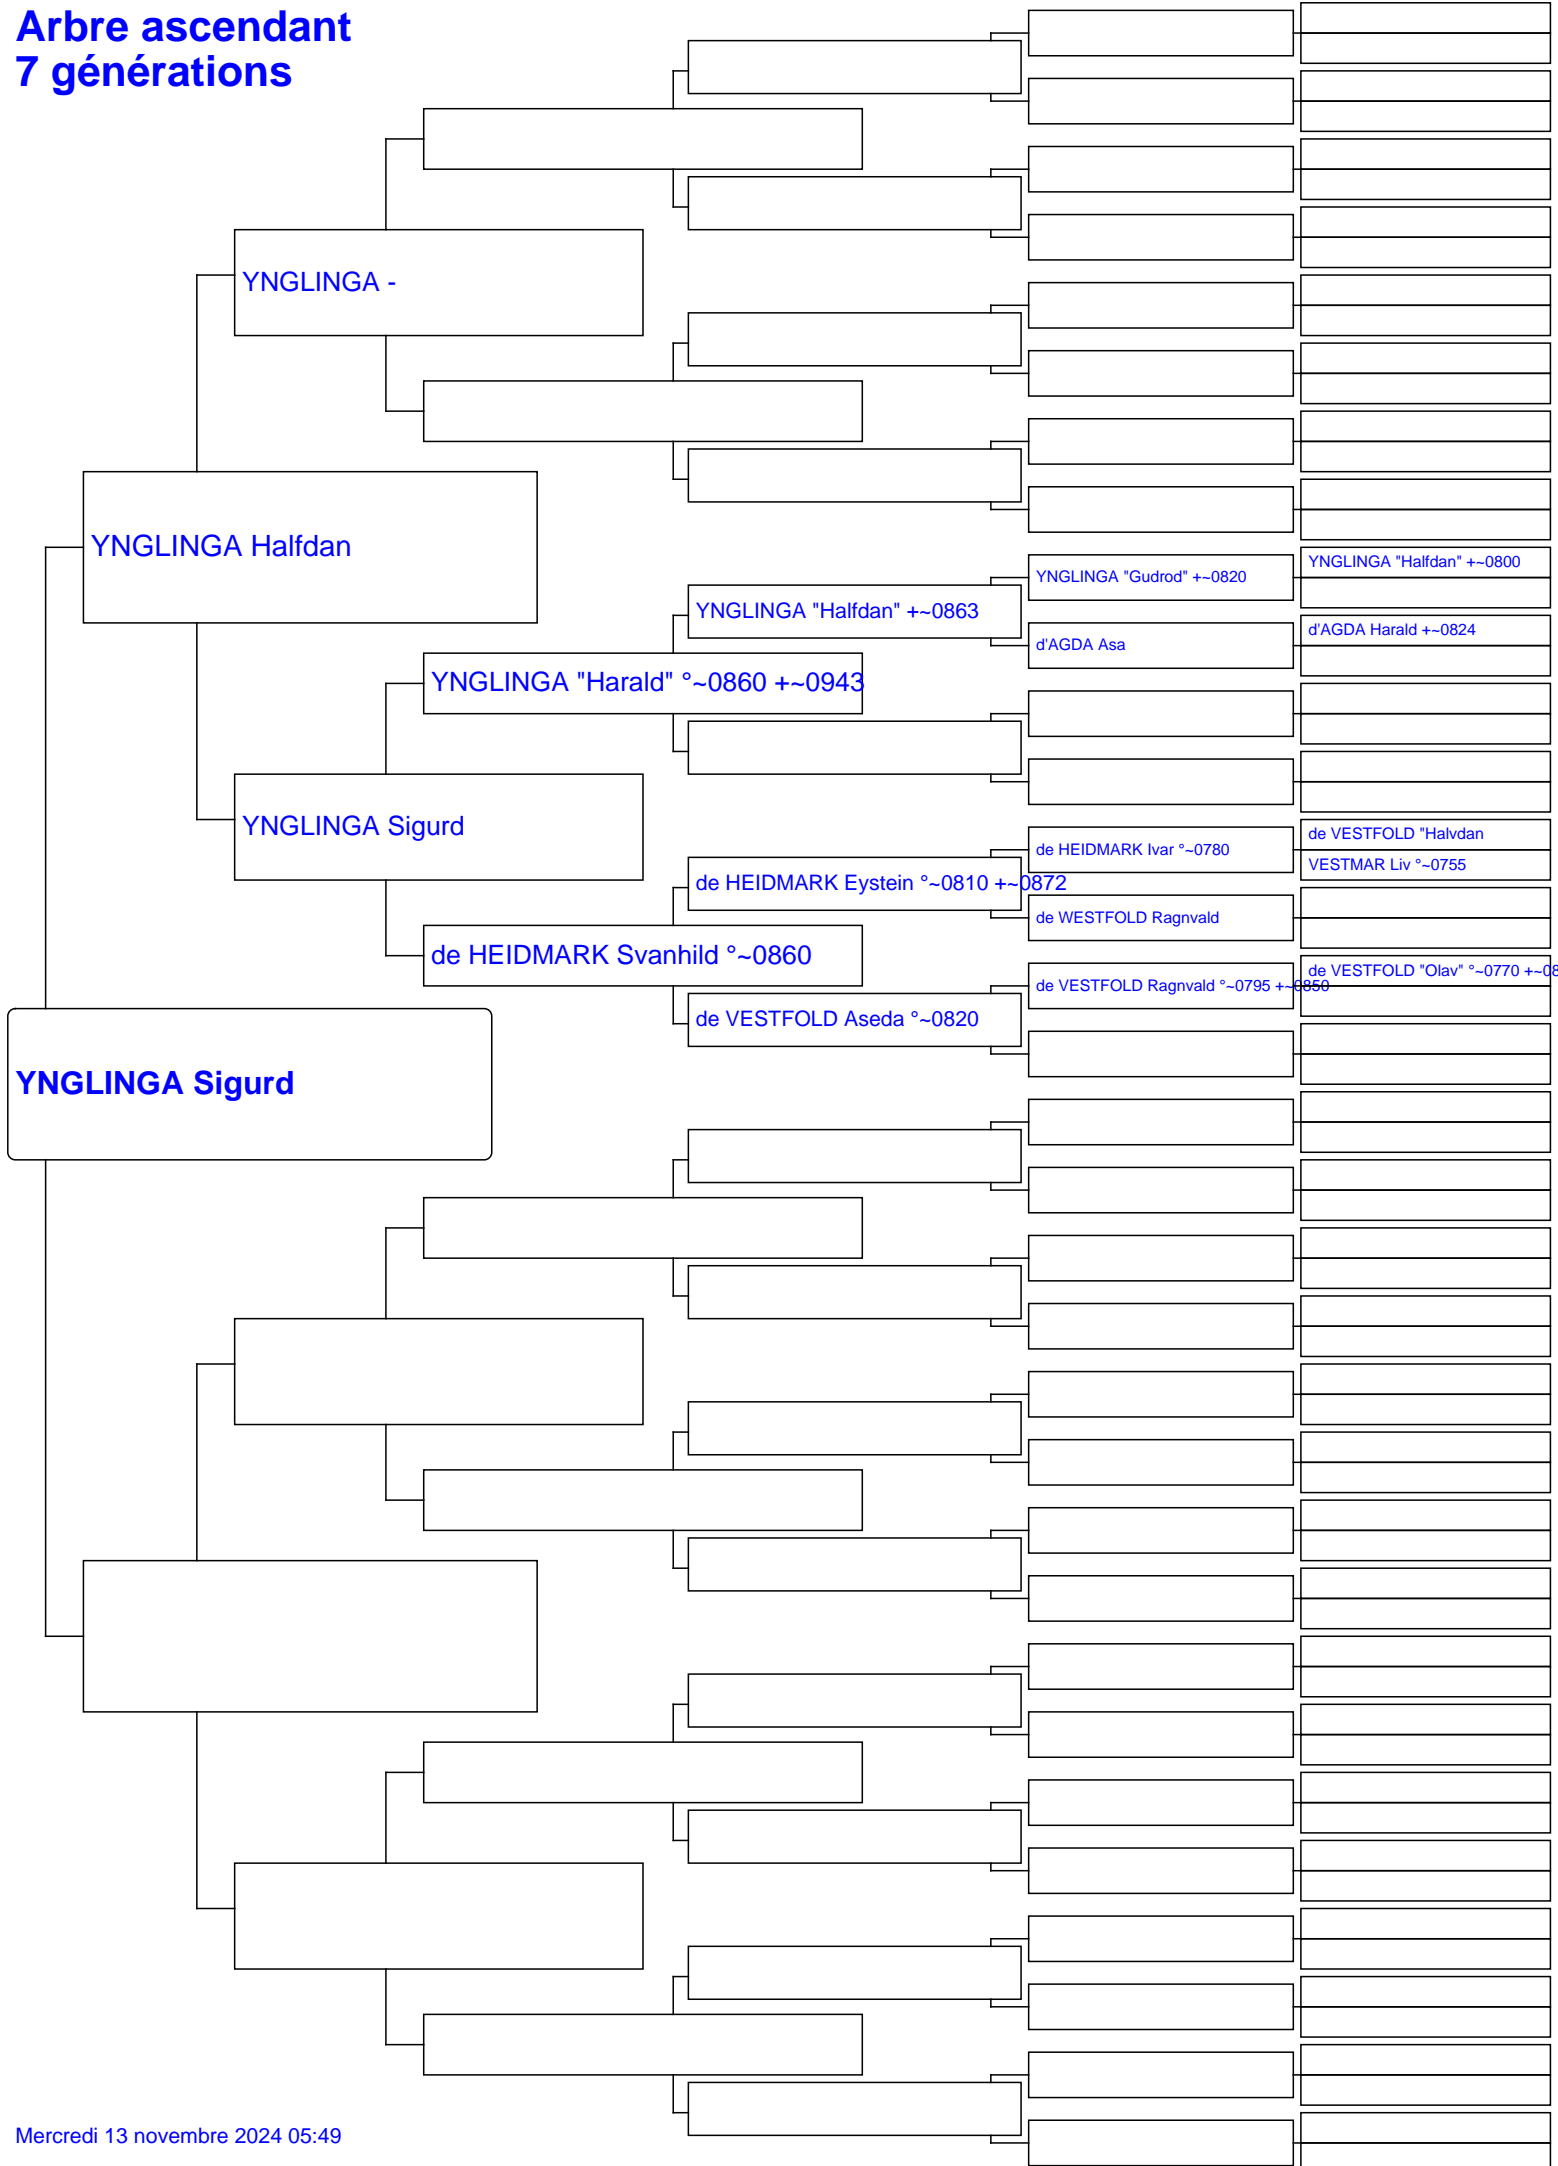 Arbre ascendant
7 générations
YNGLINGA -
YNGLINGA Halfdan
YNGLINGA "Gudrod" +~0820
YNGLINGA "Halfdan" +~0800
YNGLINGA "Halfdan" +~0863
d'AGDA Harald +~0824
d'AGDA Asa
YNGLINGA "Harald" °~0860 +~0943
YNGLINGA Sigurd
de VESTFOLD "Halvdan
de HEIDMARK Ivar °~0780
VESTMAR Liv °~0755
de HEIDMARK Eystein °~0810 +~0872
de WESTFOLD Ragnvald
de HEIDMARK Svanhild °~0860
de VESTFOLD "Olav" °~0770 +~08
de VESTFOLD Ragnvald °~0795 +~0850
de VESTFOLD Aseda °~0820
YNGLINGA Sigurd
Mercredi 13 novembre 2024 05:49